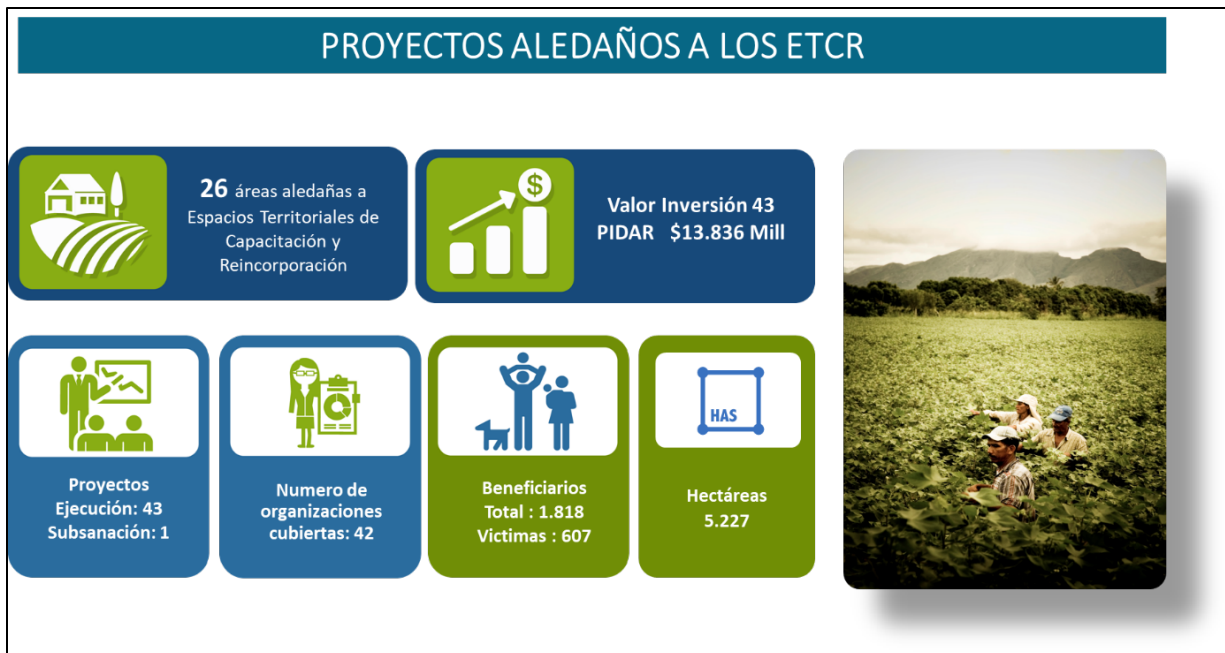 PROYECTOS ALEDAÑOS A LOS ETCR
26 áreas aledañas a
Espacios Territoriales de
Capacitación y
Reincorporación
$
Valor Inversión 43
PIDAR $13.836 Mill
Proyectos
Ejecución: 43
Subsanación: 1
Numero de
organizaciones
cubiertas: 42
Beneficiarios
Total : 1.818
Victimas : 607
HAS
Hectáreas
5.227